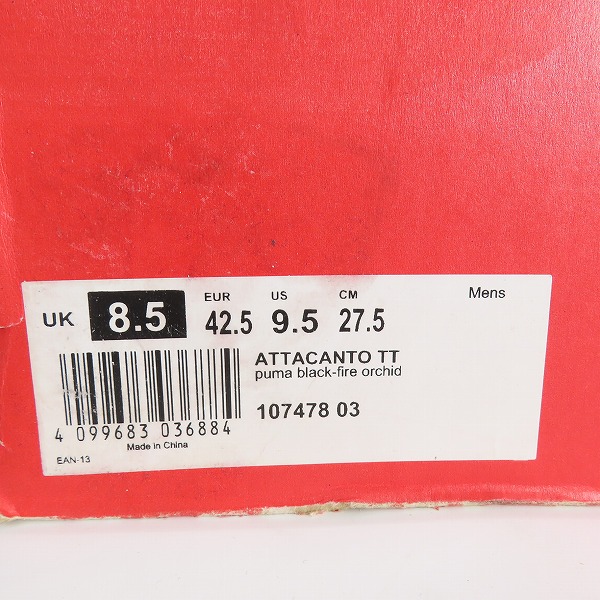 EUR US CM Mens
UK 8.5 42.5 9.5 27.5
ATTACANTO TT
puma black-fire orchid
107478 03
4 099683 036884
Made in China
EAN-13